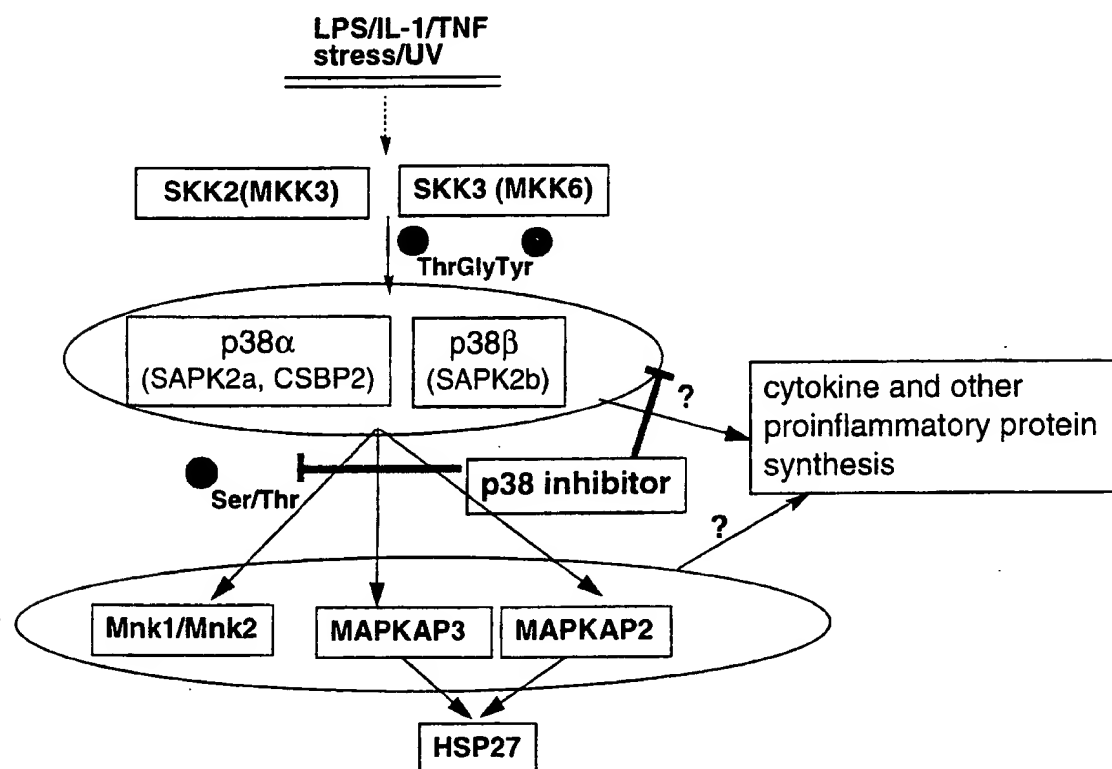 LPS/IL-1/TNF
stress/UV
SKK2(MKK3)
SKK3 (MKK6)
ThrGlyTyr
p38α
(SAPK2a, CSBP2)
p38β
(SAPK2b)
?
cytokine and other
proinflammatory protein
synthesis
Ser/Thr
p38 inhibitor
?
Mnk1/Mnk2
MAPKAP3
MAPKAP2
HSP27